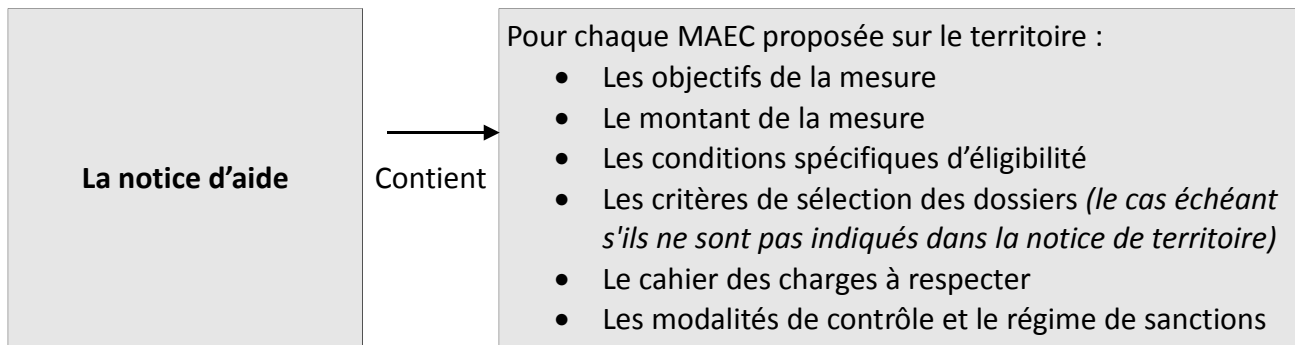 La notice d’aide
Contient
Pour chaque MAEC proposée sur le territoire :
• Les objectifs de la mesure
• Le montant de la mesure
• Les conditions spécifiques d’éligibilité
• Les critères de sélection des dossiers (le cas échéant
s'ils ne sont pas indiqués dans la notice de territoire)
• Le cahier des charges à respecter
• Les modalités de contrôle et le régime de sanctions